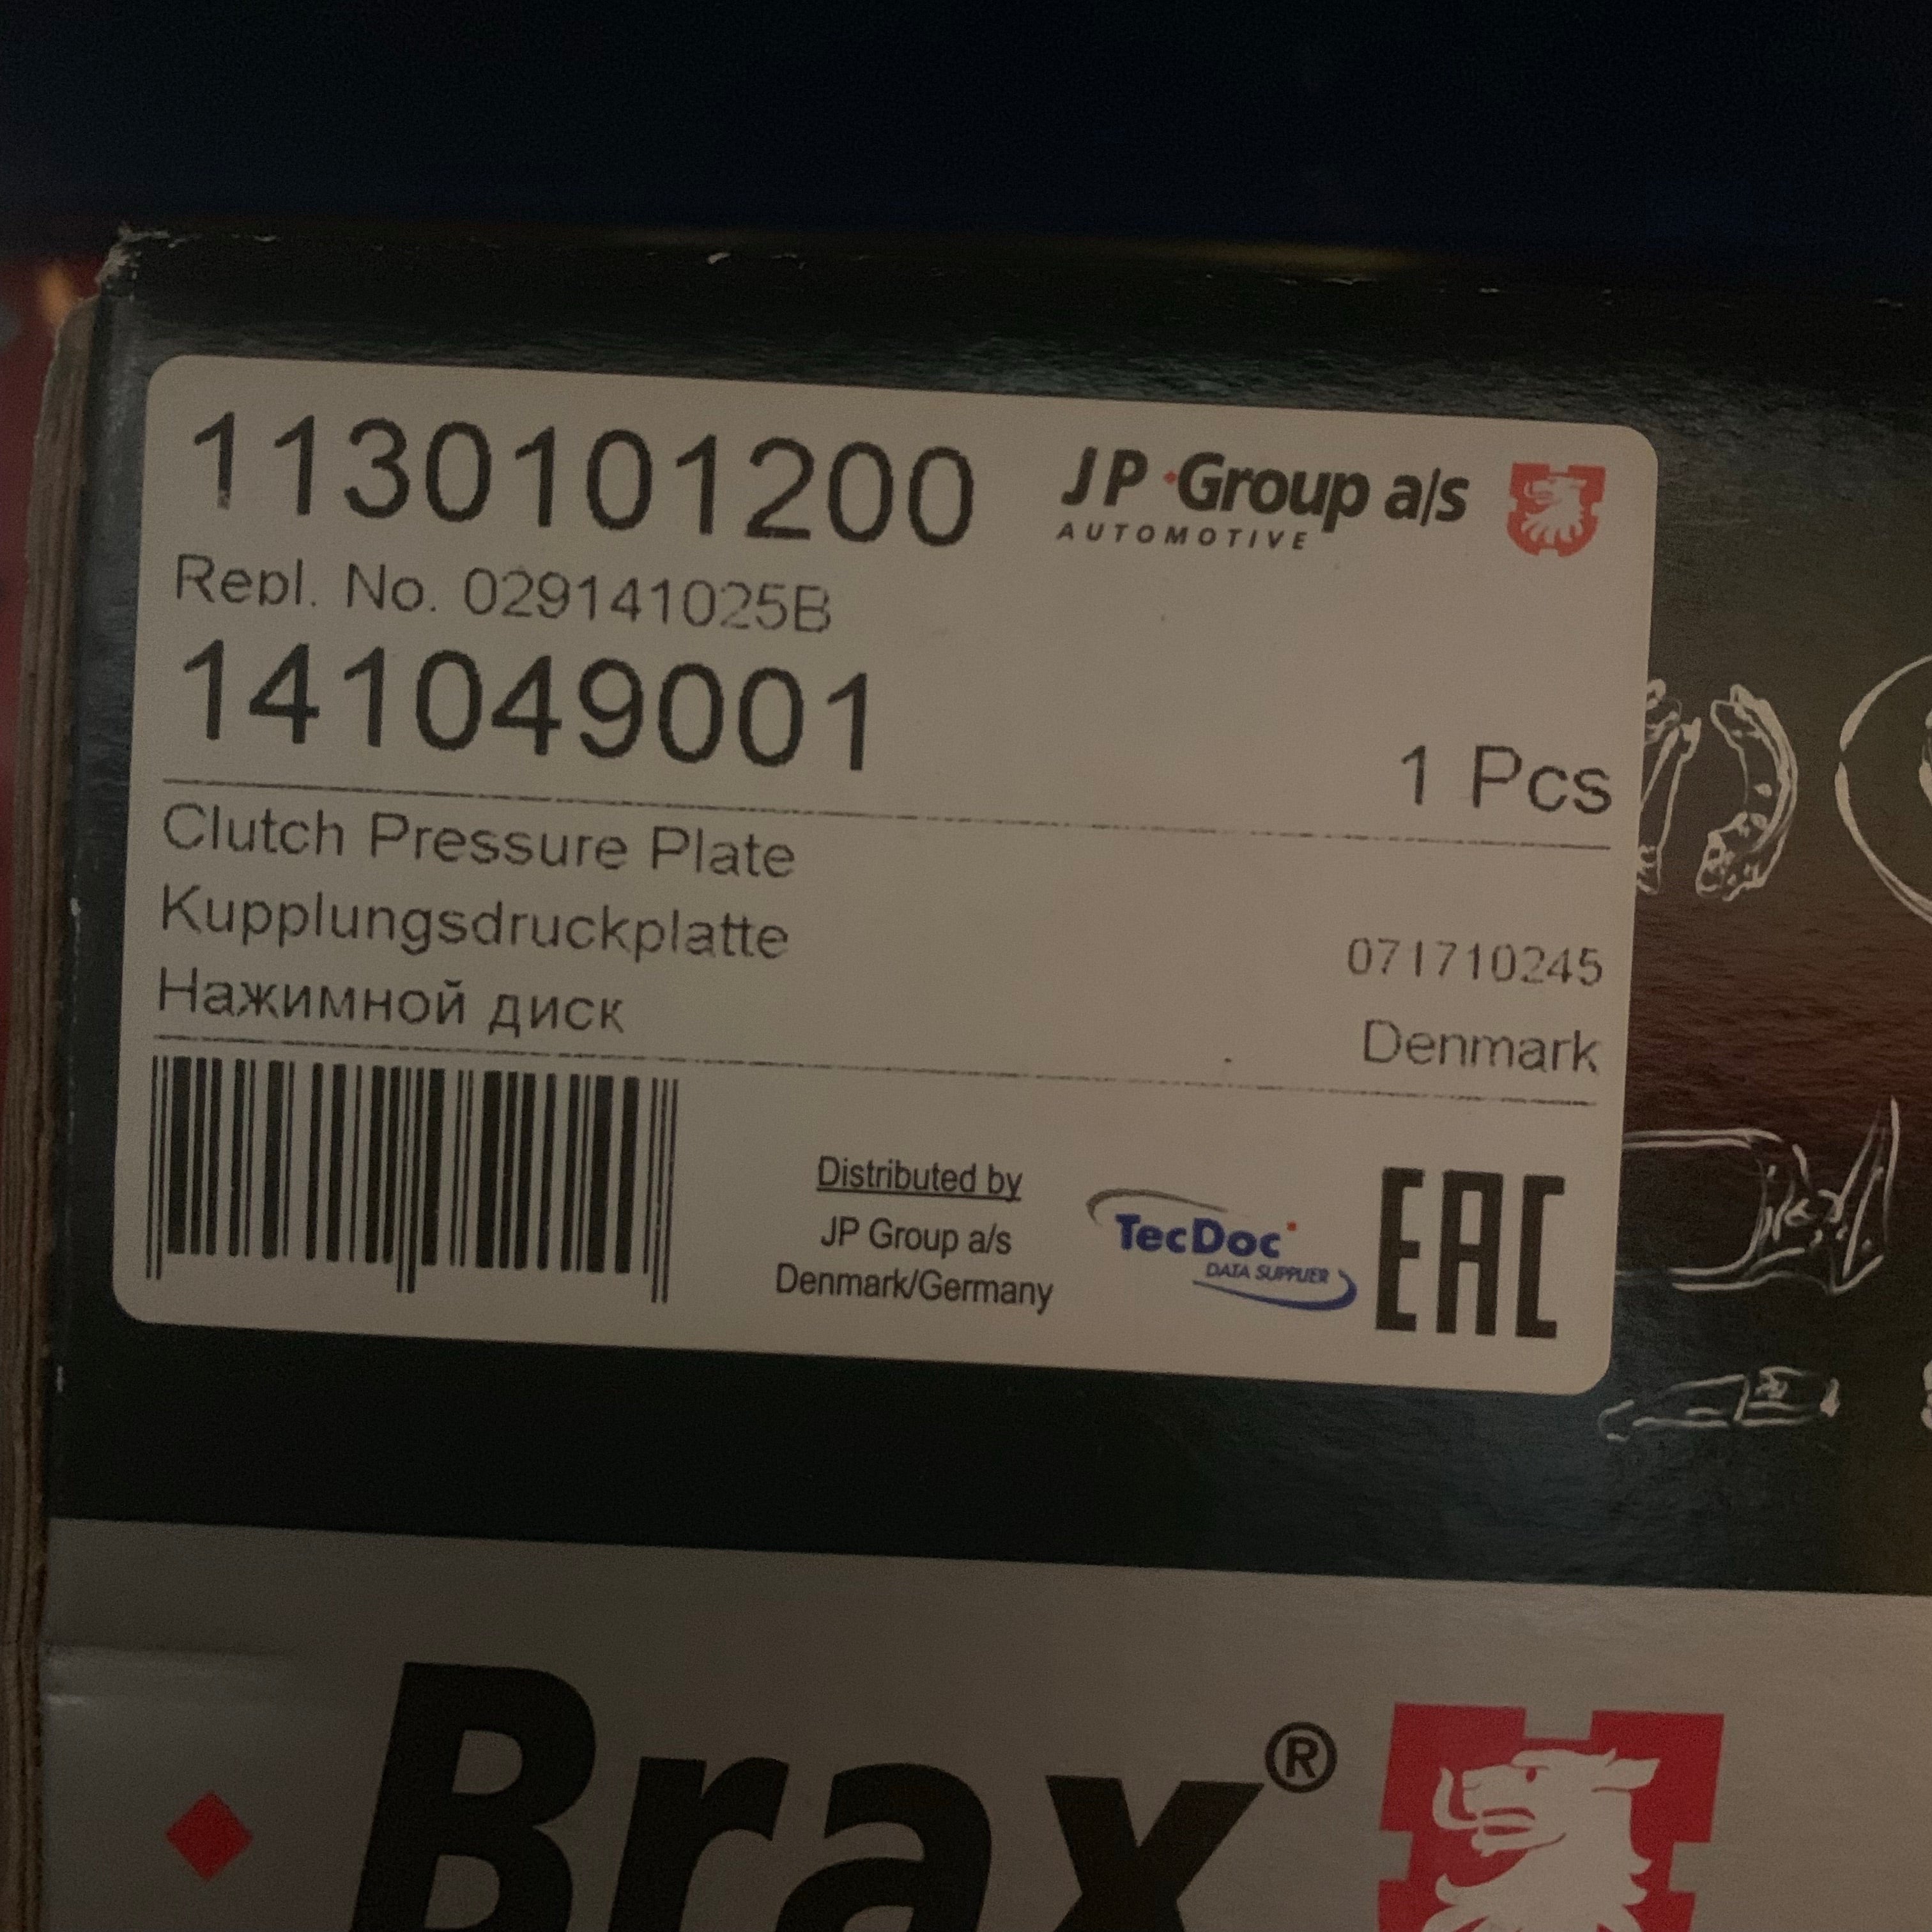 1130101200
JP Group a/s
AUTOMOTIVE
Repl. No. 029141025B
141049001
1 Pcs
Clutch Pressure Plate
Kupplungsdruckplatte
071710245
Нажимной диск
Denmark
Distributed by
JP Group a/s
Denmark/Germany
TecDoc
DATA SUPPLIER
EAC
Brax®